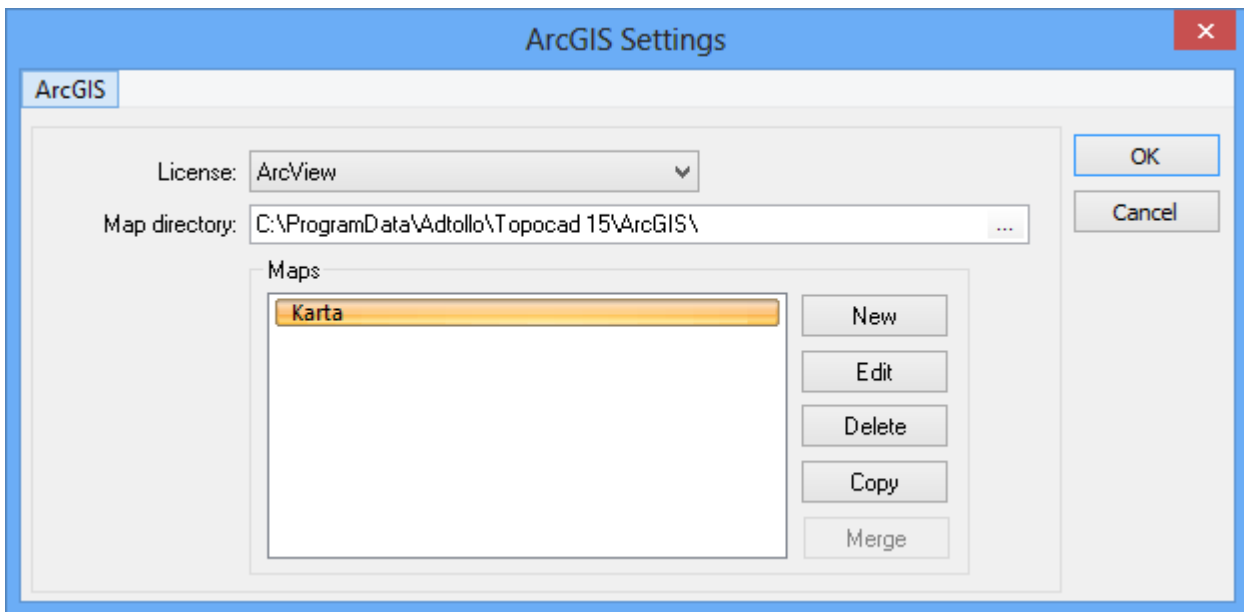 ArcGIS Settings
ArcGIS
License: ArcView
OK
Map directory: C:\ProgramData\Adtollo\Topocad 15\ArcGIS\ ...
Cancel
Maps
Karta
New
Edit
Delete
Copy
Merge